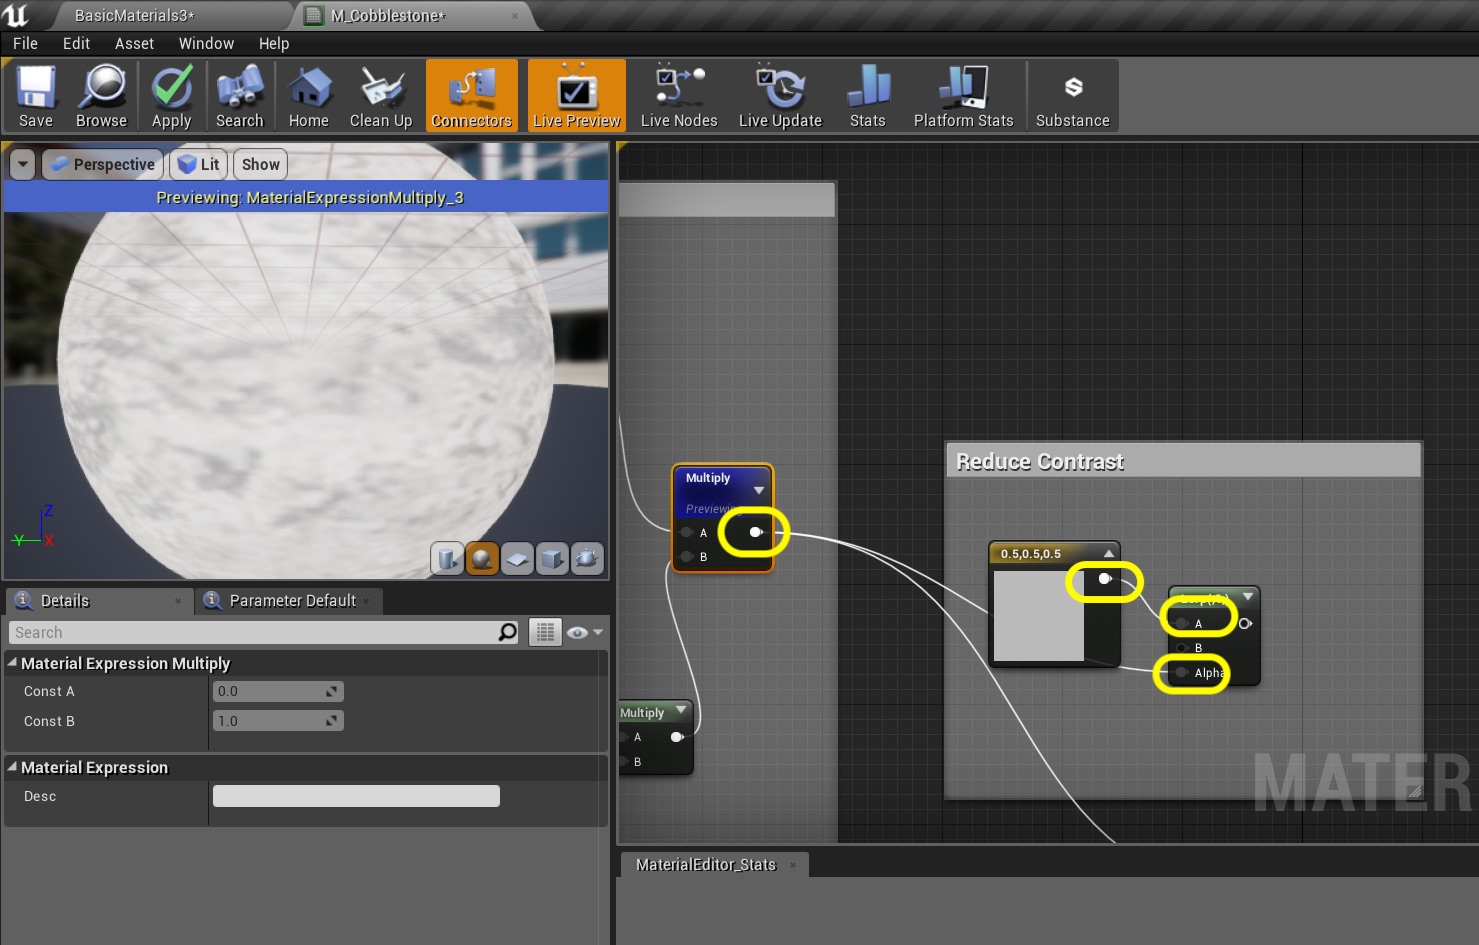 BasicMaterials3*
M_Cobblestone*
File Edit Asset Window Help
Save Browse Apply Search Home Clean Up Connectors Live Preview Live Nodes Live Update Stats Platform Stats Substance
Perspective Lit Show
Previewing: MaterialExpressionMultiply_3
Z
Y X
Multiply
Previewing
A
B
Multiply
A
B
Reduce Contrast
0.5,0.5,0.5
A
B
Alpha
MATER
Details Parameter Default
Search
Material Expression Multiply
Const A 0.0
Const B 1.0
Material Expression
Desc
MaterialEditor_Stats